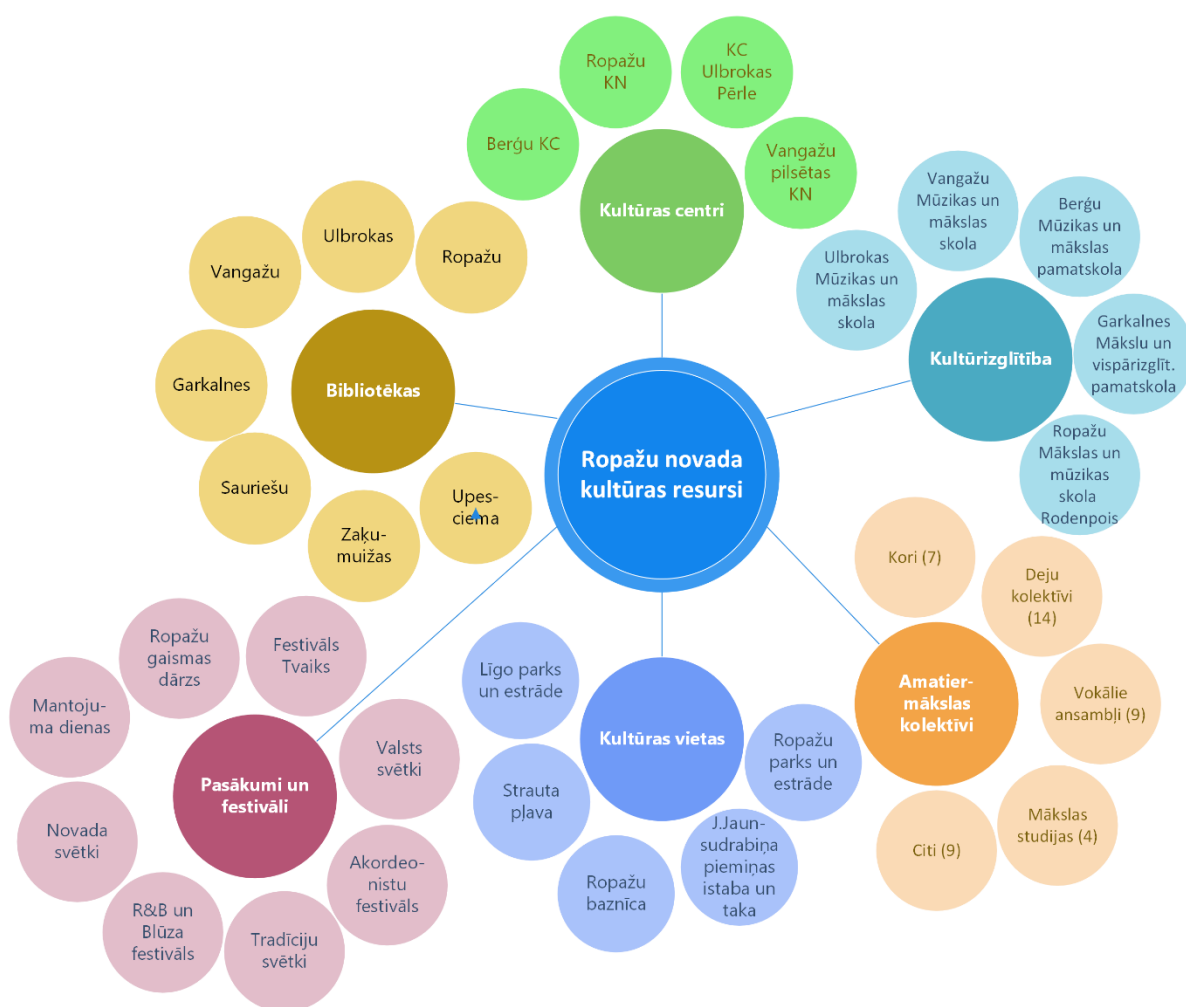 Ropažu novada
kultūras resursi
Kultūras centri
Berģu KC
Ropažu
KN
KC
Ulbrokas
Pērle
Vangažu
pilsētas
KN
Kultūrizglītība
Ulbrokas
Mūzikas un
mākslas
skola
Vangažu
Mūzikas un
mākslas
skola
Berģu
Mūzikas un
mākslas
pamatskola
Garkalnes
Mākslu un
vispārizglīt.
pamatskola
Ropažu
Mākslas un
mūzikas
skola
Rodenpois
Amatier-
mākslas
kolektīvi
Kori (7)
Deju
kolektīvi
(14)
Vokālie
ansambļi (9)
Mākslas
studijas (4)
Citi (9)
Kultūras vietas
Ropažu
parks un
estrāde
J.Jaun-
sudrabiņa
piemiņas
istaba un
taka
Ropažu
baznīca
Strauta
pļava
Līgo parks
un estrāde
Pasākumi un
festivāli
Valsts
svētki
Akordeo-
nistu
festivāls
Tradīciju
svētki
R&B un
Blūza
festivāls
Novada
svētki
Mantoju-
ma dienas
Ropažu
gaismas
dārzs
Festivāls
Tvaiks
Bibliotēkas
Upes-
ciema
Zaķu-
muižas
Sauriešu
Garkalnes
Vangažu
Ulbrokas
Ropažu